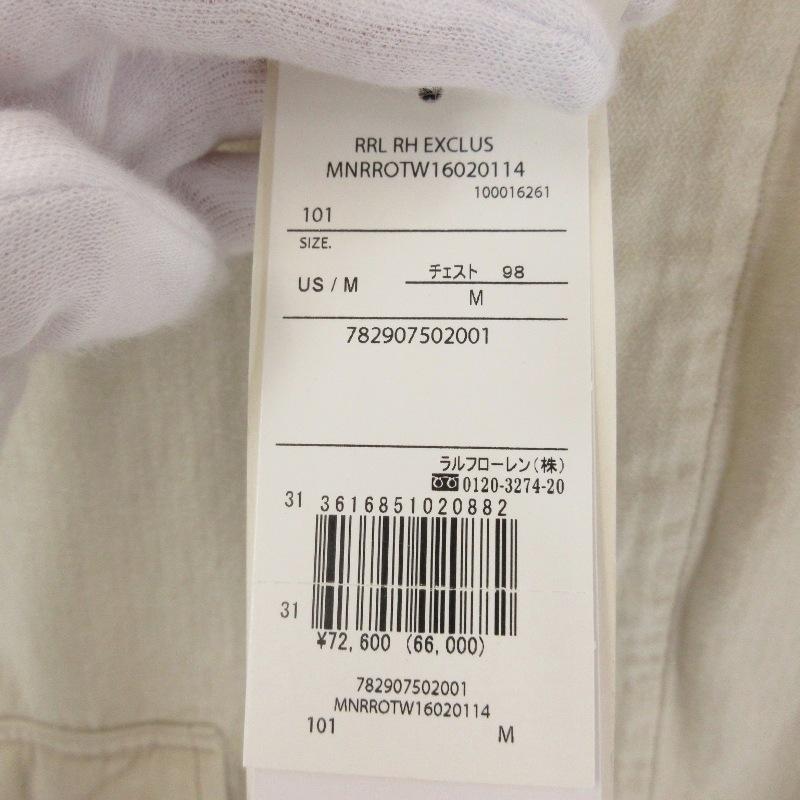 RRL RH EXCLUS
MNRROTW16020114
100016261
101
SIZE.
US / M
チェスト 98
M
782907502001
ラルフローレン(株)
0120-3274-20
31 3616851020882
31
¥72,600 (66,000)
782907502001
MNRROTW16020114
101 M